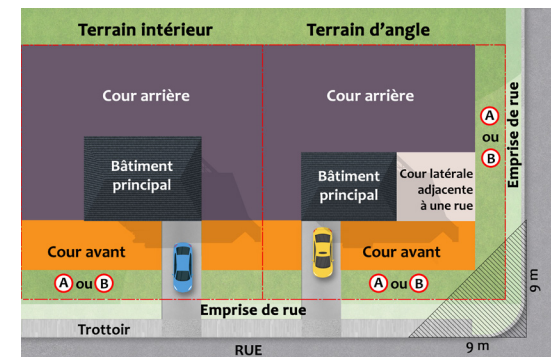 Terrain intérieur
Terrain d'angle
Cour arrière
Cour arrière
A
ou
B
Emprise de rue
Bâtiment
principal
Bâtiment
principal
Cour latérale
adjacente
à une rue
Cour avant
Cour avant
A ou B
A ou B
9 m
Emprise de rue
Trottoir
9 m
RUE